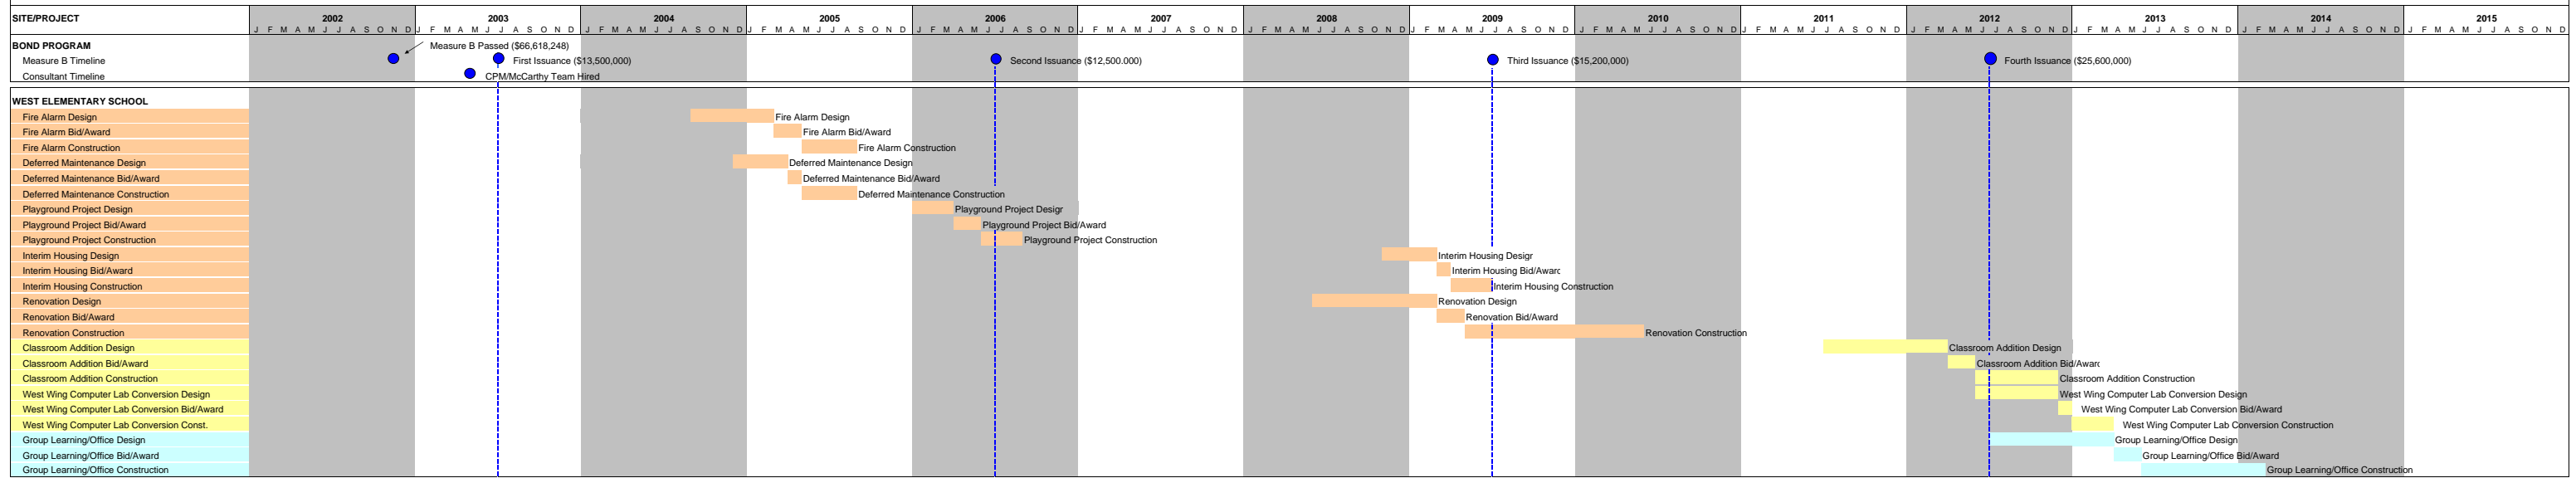 SITE/PROJECT 2002 2003 2004 2005 2006 2007 2008 2009 2010 2011 2012 2013 2014 2015
J F M A M J J A S O N D J F M A M J J A S O N D J F M A M J J A S O N D J F M A M J J A S O N D J F M A M J J A S O N D J F M A M J J A S O N D J F M A M J J A S O N D J F M A M J J A S O N D J F M A M J J A S O N D J F M A M J J A S O N D J F M A M J J A S O N D J F M A M J J A S O N D J F M A M J J A S O N D J F M A M J J A S O N D
BOND PROGRAM Measure B Passed ($66,618,248)
Measure B Timeline First Issuance ($13,500,000) Second Issuance ($12,500.000) Third Issuance ($15,200,000) Fourth Issuance ($25,600,000)
Consultant Timeline CPM/McCarthy Team Hired
WEST ELEMENTARY SCHOOL
Fire Alarm Design Fire Alarm Design
Fire Alarm Bid/Award Fire Alarm Bid/Award
Fire Alarm Construction Fire Alarm Construction
Deferred Maintenance Design Deferred Maintenance Design
Deferred Maintenance Bid/Award Deferred Maintenance Bid/Award
Deferred Maintenance Construction Deferred Maintenance Construction
Playground Project Design Playground Project Desigr
Playground Project Bid/Award Playground Project Bid/Award
Playground Project Construction Playground Project Construction
Interim Housing Design Interim Housing Desigr
Interim Housing Bid/Award Interim Housing Bid/Awarc
Interim Housing Construction Interim Housing Construction
Renovation Design Renovation Design
Renovation Bid/Award Renovation Bid/Award
Renovation Construction Renovation Construction
Classroom Addition Design Classroom Addition Design
Classroom Addition Bid/Award Classroom Addition Bid/Awarc
Classroom Addition Construction Classroom Addition Construction
West Wing Computer Lab Conversion Design West Wing Computer Lab Conversion Design
West Wing Computer Lab Conversion Bid/Award West Wing Computer Lab Conversion Bid/Award
West Wing Computer Lab Conversion Const. West Wing Computer Lab Conversion Construction
Group Learning/Office Design Group Learning/Office Design
Group Learning/Office Bid/Award Group Learning/Office Bid/Award
Group Learning/Office Construction Group Learning/Office Construction